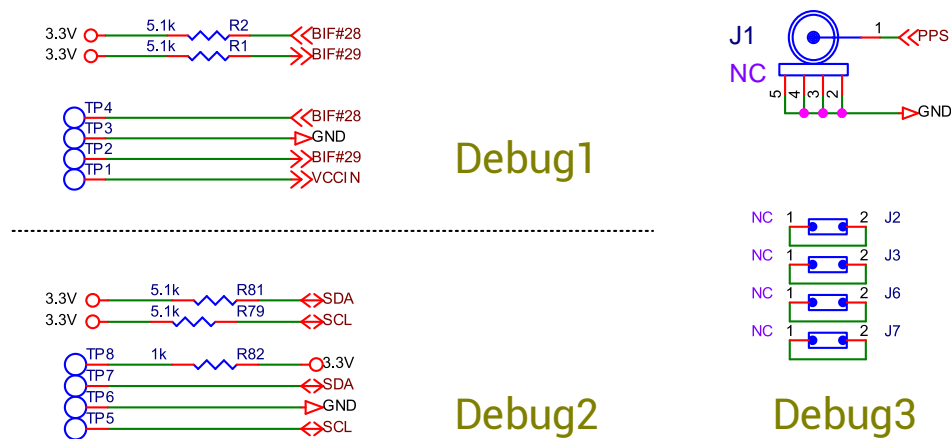 5.1k R2
3.3V BIF#28
5.1k R1
3.3V BIF#29
TP4 BIF#28
TP3 GND
TP2 BIF#29
TP1 VCCIN
Debug1
J1 1 PPS
NC
5 4 3 2 GND
NC 1 2 J2
NC 1 2 J3
NC 1 2 J6
NC 1 2 J7
Debug3
5.1k R81
3.3V SDA
5.1k R79
3.3V SCL
TP8 1k R82 3.3V
TP7 SDA
TP6 GND
TP5 SCL
Debug2